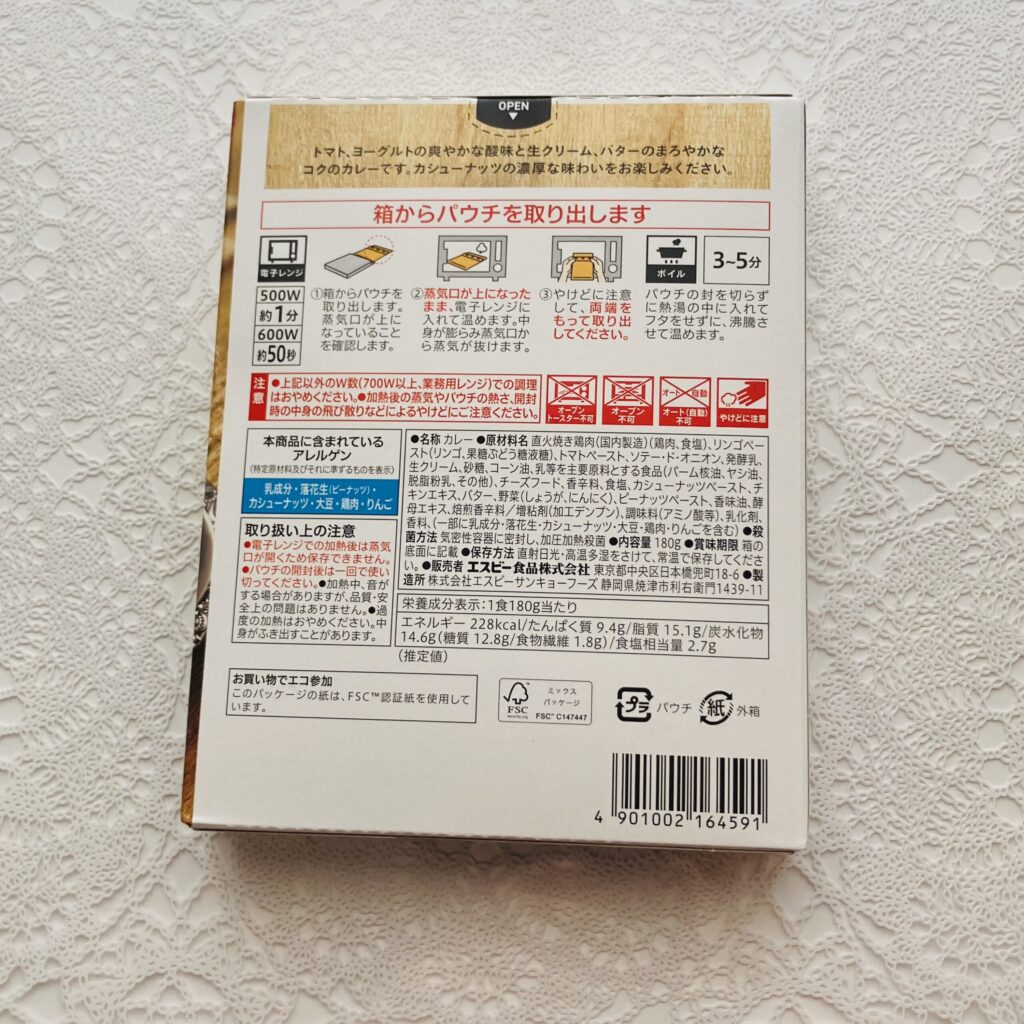 OPEN
トマト、ヨーグルトの爽やかな酸味と生クリーム、バターのまろやかな
コクのカレーです。カシューナッツの濃厚な味わいをお楽しみください。
箱からパウチを取り出します
電子レンジ
500W
約1分
600W
約50秒
①箱からパウチを
取り出します。
蒸気口が上に
なっていること
を確認します。
②蒸気口が上になった
まま、電子レンジに
入れて温めます。中
身が膨らみ蒸気口か
ら蒸気が抜けます。
③やけどに注意
して、両端を
もって取り出
してください。
ボイル
3~5分
パウチの封を切らず
に熱湯の中に入れて
フタをせずに、沸騰さ
せて温めます。
注意
●上記以外のW数(700W以上、業務用レンジ)での調理
はおやめください。●加熱後の蒸気やパウチの熱さ、開封
時の中身の飛び散りなどによるやけどにご注意ください。
オーブン
トースター不可
オーブン
不可
オート 自動
オート(自動)
不可
やけどに注意
本商品に含まれている
アレルゲン
(特定原材料及びそれに準ずるものを表示)
乳成分・落花生(ピーナッツ)・
カシューナッツ・大豆・鶏肉・りんご
取り扱い上の注意
●電子レンジでの加熱後は蒸気
口が開くため保存できません。
●パウチの開封後は一回で使い
切ってください。●加熱中、音が
する場合がありますが、品質・安
全上の問題はありません。●過
度の加熱はおやめください。中
身がふき出すことがあります。
●名称 カレー ●原材料名 直火焼き鶏肉(国内製造)(鶏肉、食塩)、リンゴペー
スト(リンゴ、果糖ぶどう糖液糖)、トマトペースト、ソテー・ド・オニオン、発酵乳、
生クリーム、砂糖、コーン油、乳等を主要原料とする食品(パーム核油、ヤシ油、
脱脂粉乳、その他)、チーズフード、香辛料、食塩、カシューナッツペースト、チ
キンエキス、バター、野菜(しょうが、にんにく)、ピーナッツペースト、香味油、酵
母エキス、焙煎香辛料/増粘剤(加工デンプン)、調味料(アミノ酸等)、乳化剤、
香料、(一部に乳成分・落花生・カシューナッツ・大豆・鶏肉・りんごを含む) ●殺
菌方法 気密性容器に密封し、加圧加熱殺菌 ●内容量 180g ●賞味期限 箱の
底面に記載 ●保存方法 直射日光・高温多湿をさけて、常温で保存してくださ
い。●販売者 エスビー食品株式会社 東京都中央区日本橋兜町18-6 ●製
造所 株式会社エスビーサンキョーフーズ 静岡県焼津市利右衛門1439-11
栄養成分表示:1食180g当たり
エネルギー 228kcal/たんぱく質 9.4g/脂質 15.1g/炭水化物
14.6g(糖質 12.8g/食物繊維 1.8g)/食塩相当量 2.7g
(推定値)
お買い物でエコ参加
このパッケージの紙は、FSC™認証紙を使用して
います。
FSC
www.fsc.org
ミックス
パッケージ
FSC™ C147447
プラ
パウチ
紙
外箱
4 901002 164591